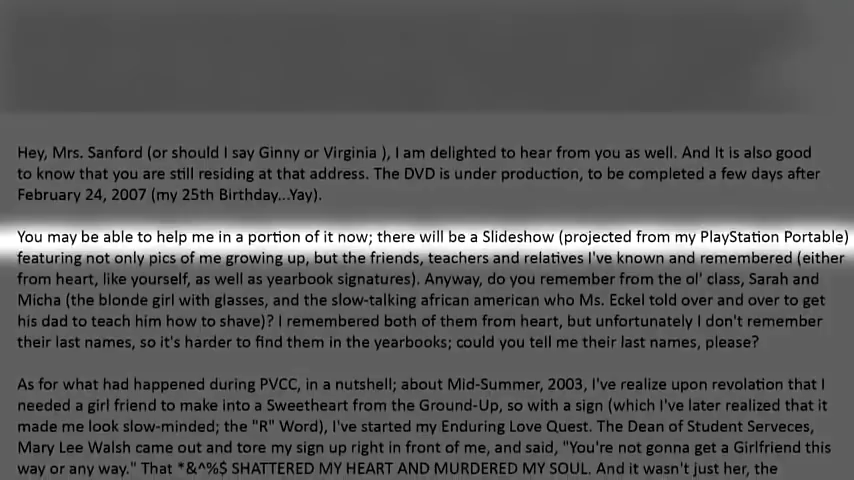 Hey, Mrs. Sanford (or should I say Ginny or Virginia ), I am delighted to hear from you as well. And It is also good
to know that you are still residing at that address. The DVD is under production, to be completed a few days after
February 24, 2007 (my 25th Birthday...Yay).
You may be able to help me in a portion of it now; there will be a Slideshow (projected from my PlayStation Portable)
featuring not only pics of me growing up, but the friends, teachers and relatives I've known and remembered (either
from heart, like yourself, as well as yearbook signatures). Anyway, do you remember from the ol' class, Sarah and
Micha (the blonde girl with glasses, and the slow-talking african american who Ms. Eckel told over and over to get
his dad to teach him how to shave)? I remembered both of them from heart, but unfortunately I don't remember
their last names, so it's harder to find them in the yearbooks; could you tell me their last names, please?
As for what had happened during PVCC, in a nutshell; about Mid-Summer, 2003, I've realize upon revolation that I
needed a girl friend to make into a Sweetheart from the Ground-Up, so with a sign (which I've later realized that it
made me look slow-minded; the "R" Word), I've started my Enduring Love Quest. The Dean of Student Serveces,
Mary Lee Walsh came out and tore my sign up right in front of me, and said, "You're not gonna get a Girlfriend this
way or any way." That *&^%$ SHATTERED MY HEART AND MURDERED MY SOUL. And it wasn't just her, the